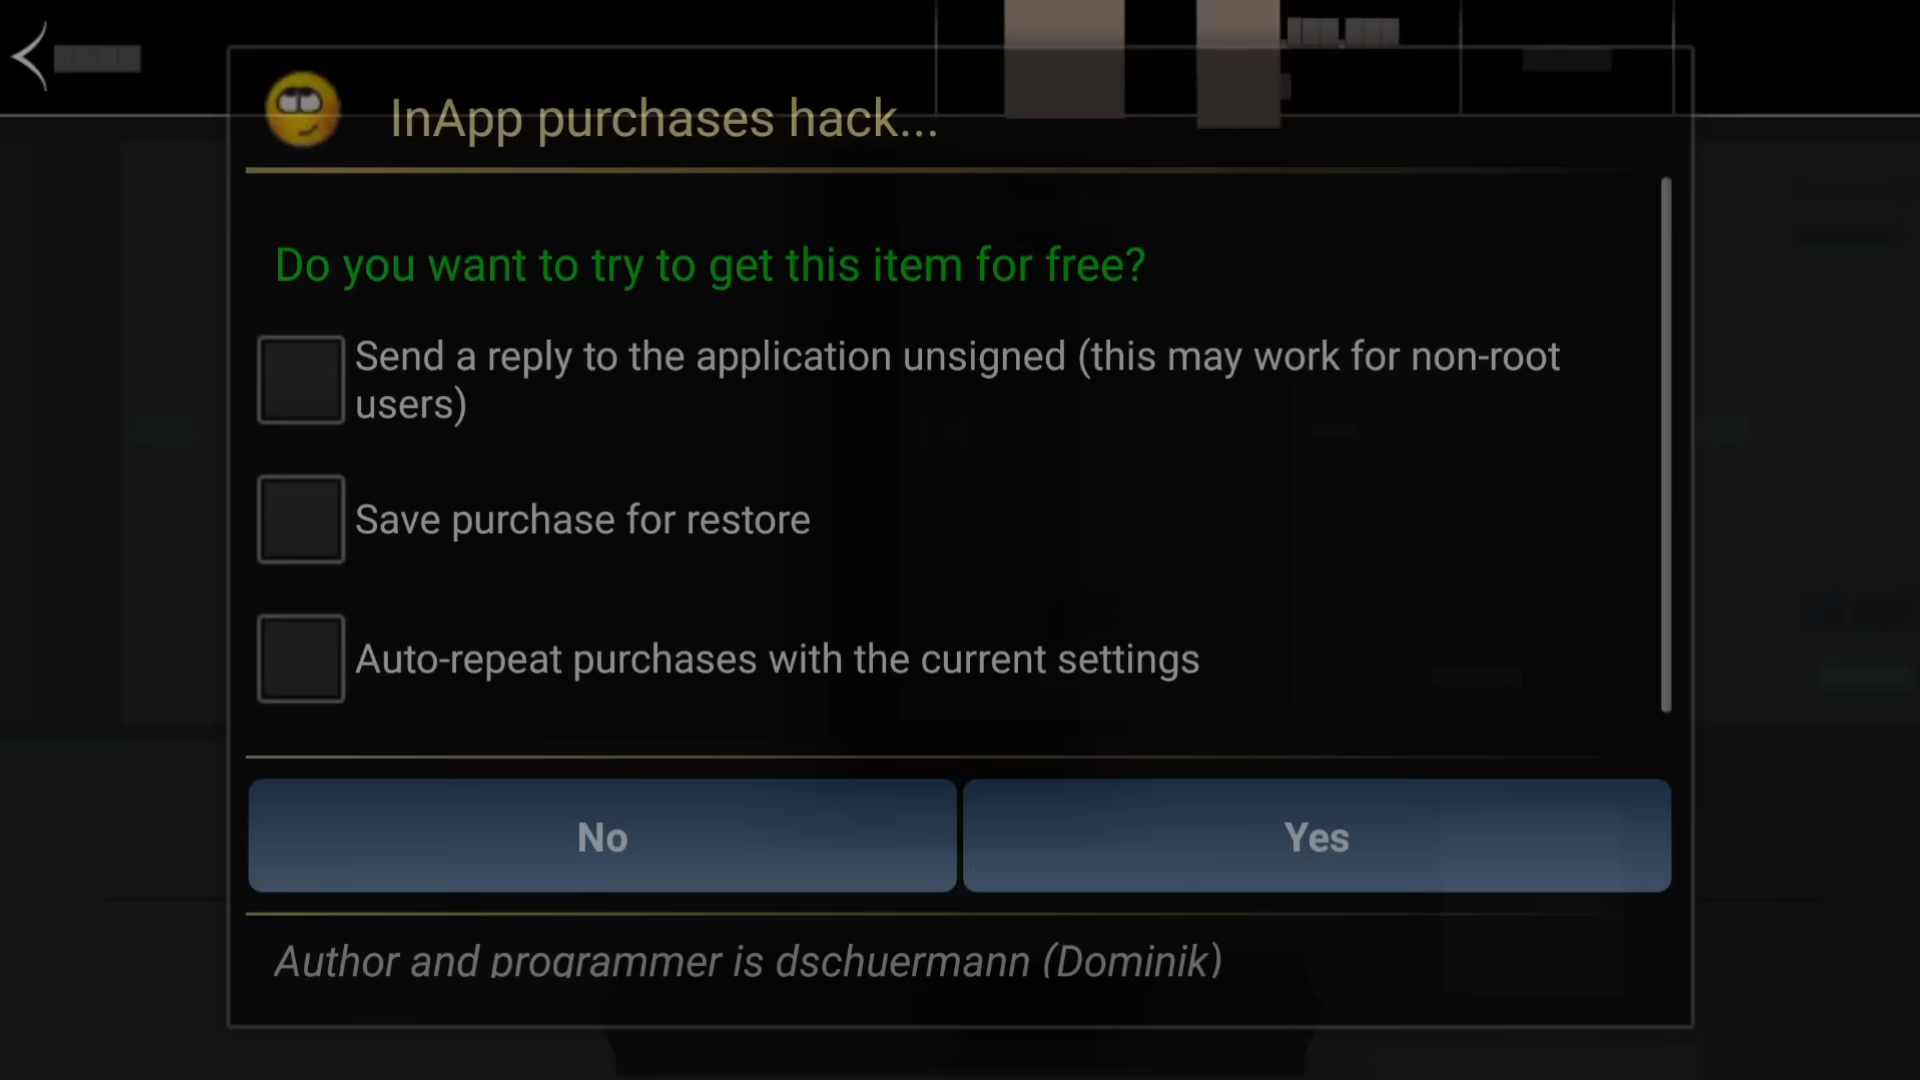 InApp purchases hack...
Do you want to try to get this item for free?
Send a reply to the application unsigned (this may work for non-root
users)
Save purchase for restore
Auto-repeat purchases with the current settings
No
Yes
Author and programmer is dschuermann (Dominik)